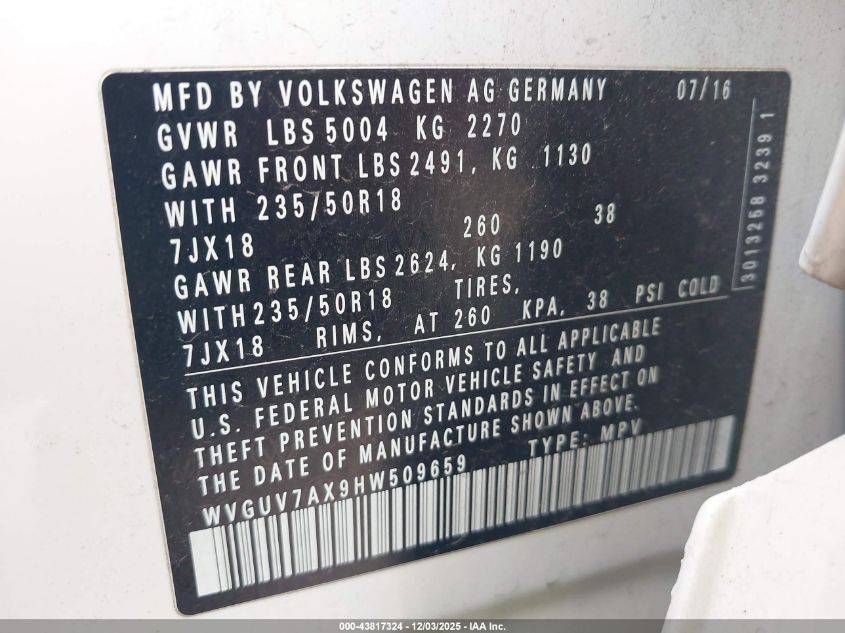 MFD BY VOLKSWAGEN AG GERMANY 07/16
GVWR LBS 5004 KG 2270
GAWR FRONT LBS 2491, KG 1130
WITH 235/50R18
7JX18 260 38
GAWR REAR LBS 2624, KG 1190
WITH 235/50R18 TIRES,
7JX18 RIMS, AT 260 KPA, 38 PSI COLD
THIS VEHICLE CONFORMS TO ALL APPLICABLE
U.S. FEDERAL MOTOR VEHICLE SAFETY AND
THEFT PREVENTION STANDARDS IN EFFECT ON
THE DATE OF MANUFACTURE SHOWN ABOVE.
WVGUV7AX9HW509659 TYPE: MPV
3013258 3239 1
000-43817324 - 12/03/2025 - IAA Inc.